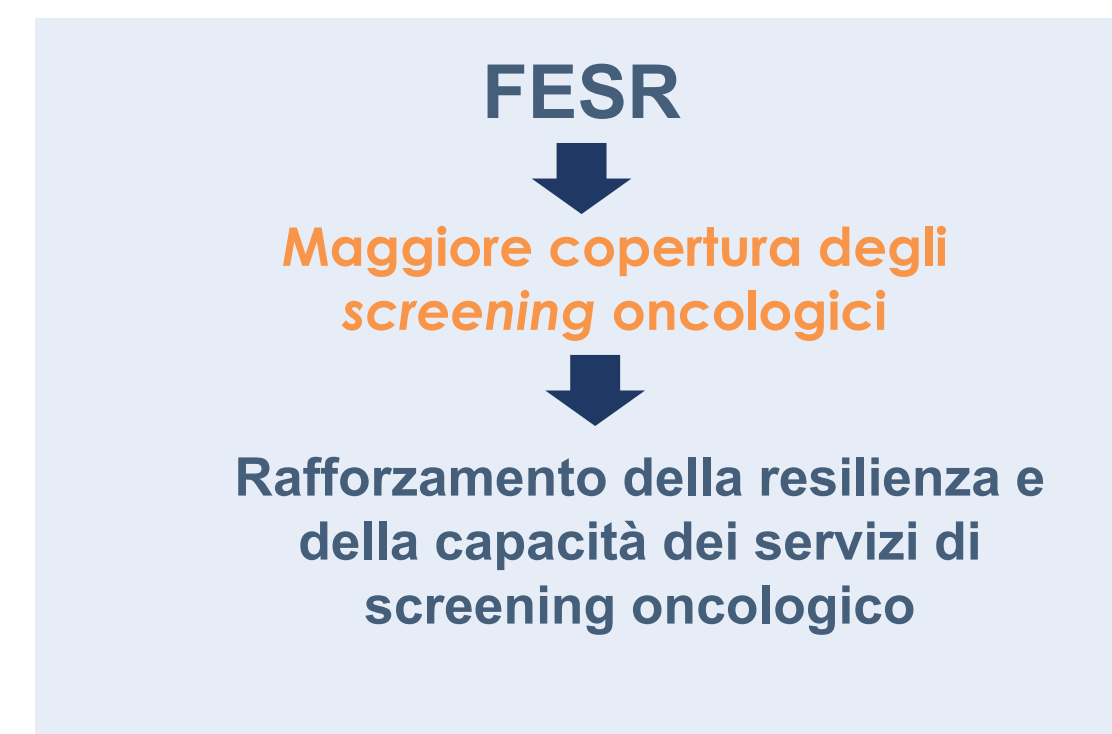 FESR
Maggiore copertura degli
screening oncologici
Rafforzamento della resilienza e
della capacità dei servizi di
screening oncologico